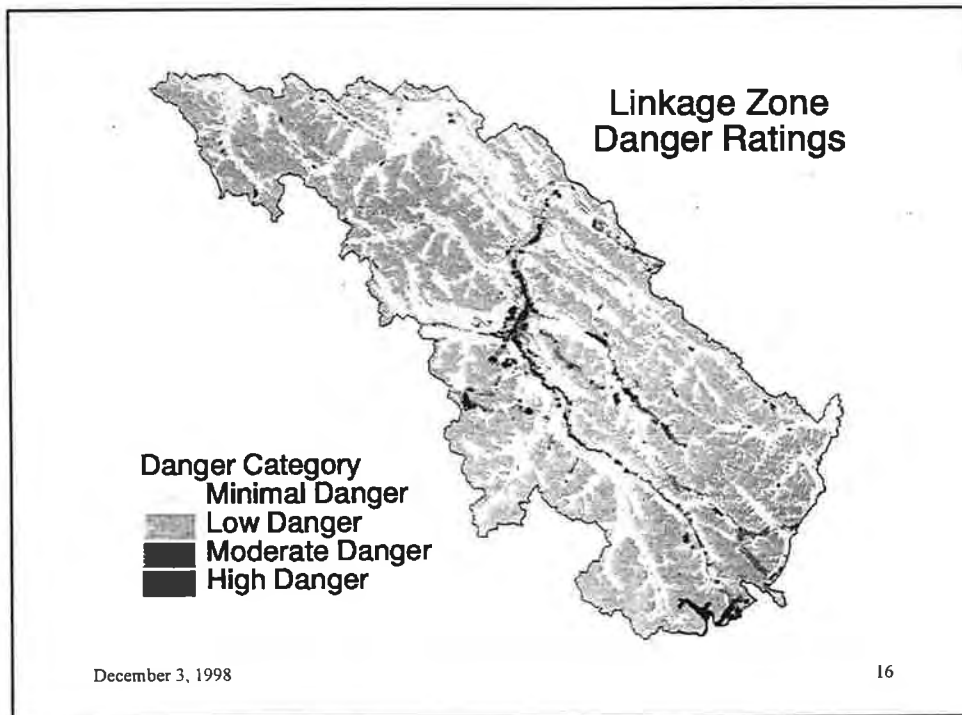 Linkage Zone
Danger Ratings
Danger Category
Minimal Danger
Low Danger
Moderate Danger
High Danger
December 3, 1998
16